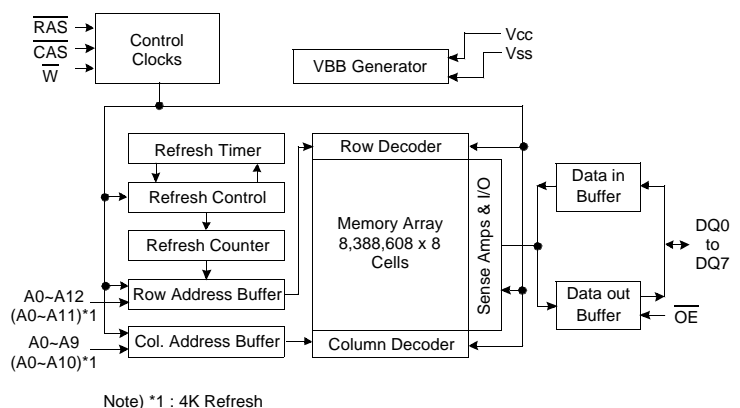 RAS
CAS
W
Control
Clocks
VBB Generator
Vcc
Vss
Refresh Timer
Refresh Control
Refresh Counter
Row Address Buffer
Col. Address Buffer
A0~A12
(A0~A11)*1
A0~A9
(A0~A10)*1
Row Decoder
Memory Array
8,388,608 x 8
Cells
Sense Amps & I/O
Column Decoder
Data in
Buffer
Data out
Buffer
DQ0
to
DQ7
OE
Note) *1 : 4K Refresh